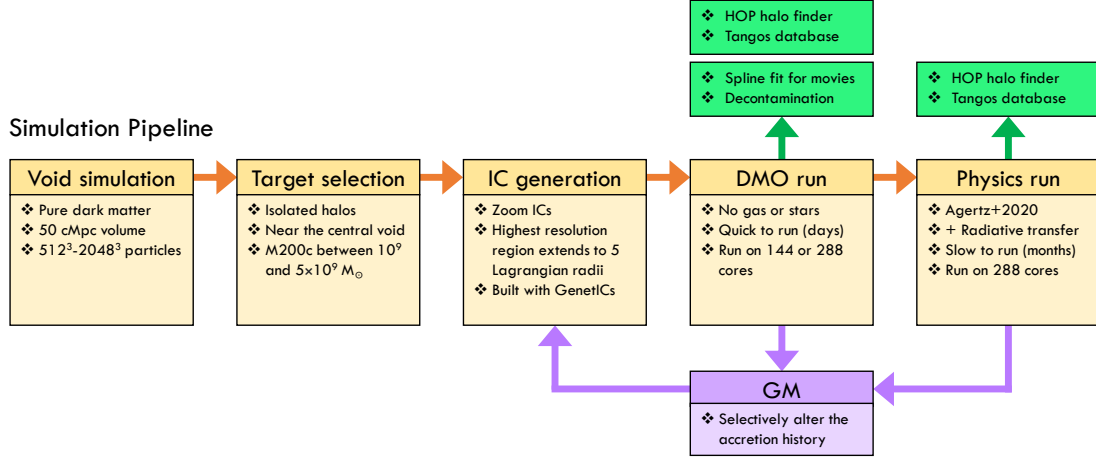 HOP halo finder
Tangos database
Spline fit for movies
Decontamination
HOP halo finder
Tangos database
Simulation Pipeline
Void simulation
❖ Pure dark matter
❖ 50 cMpc volume
❖ 512³-2048³ particles
Target selection
❖ Isolated halos
❖ Near the central void
❖ M200c between 10⁹
and 5×10⁹ M☉
IC generation
❖ Zoom ICs
❖ Highest resolution
region extends to 5
Lagrangian radii
❖ Built with GenetICs
DMO run
❖ No gas or stars
❖ Quick to run (days)
❖ Run on 144 or 288
cores
Physics run
❖ Agertz+2020
❖ + Radiative transfer
❖ Slow to run (months)
❖ Run on 288 cores
GM
❖ Selectively alter the
accretion history